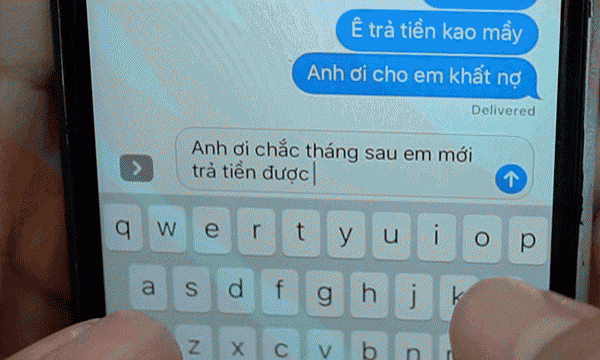 Ê trả tiền kao mầy
Anh ơi cho em khất nợ
Delivered
Anh ơi chắc tháng sau em mới
trả tiền được
q w e r t y u i o p
a s d f g h j k
z x c v b n